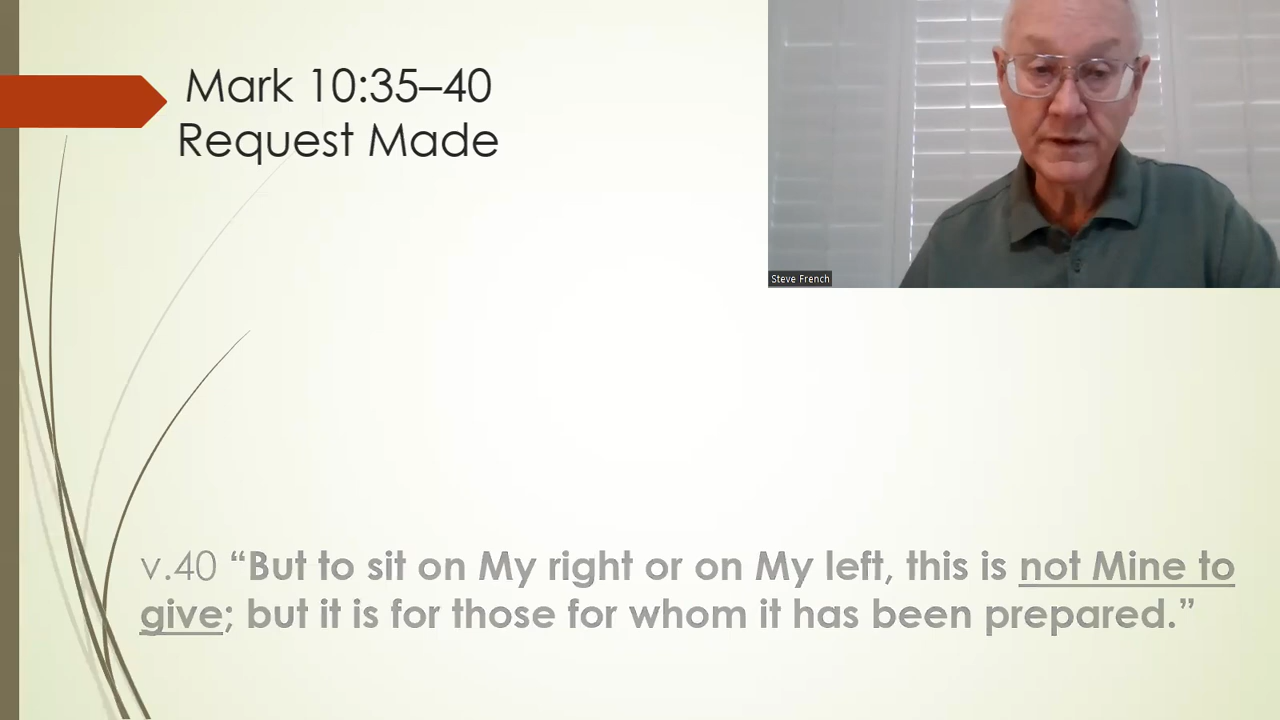 Mark 10:35–40
Request Made
Steve French
v.40 “But to sit on My right or on My left, this is not Mine to
give; but it is for those for whom it has been prepared.”